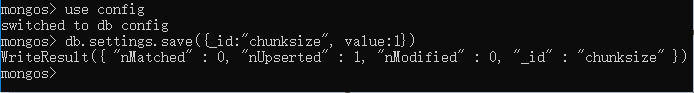 mongos> use config
switched to db config
mongos> db.settings.save({_id:"chunksize", value:1})
WriteResult({ "nMatched" : 0, "nUpserted" : 1, "nModified" : 0, "_id" : "chunksize" })
mongos>